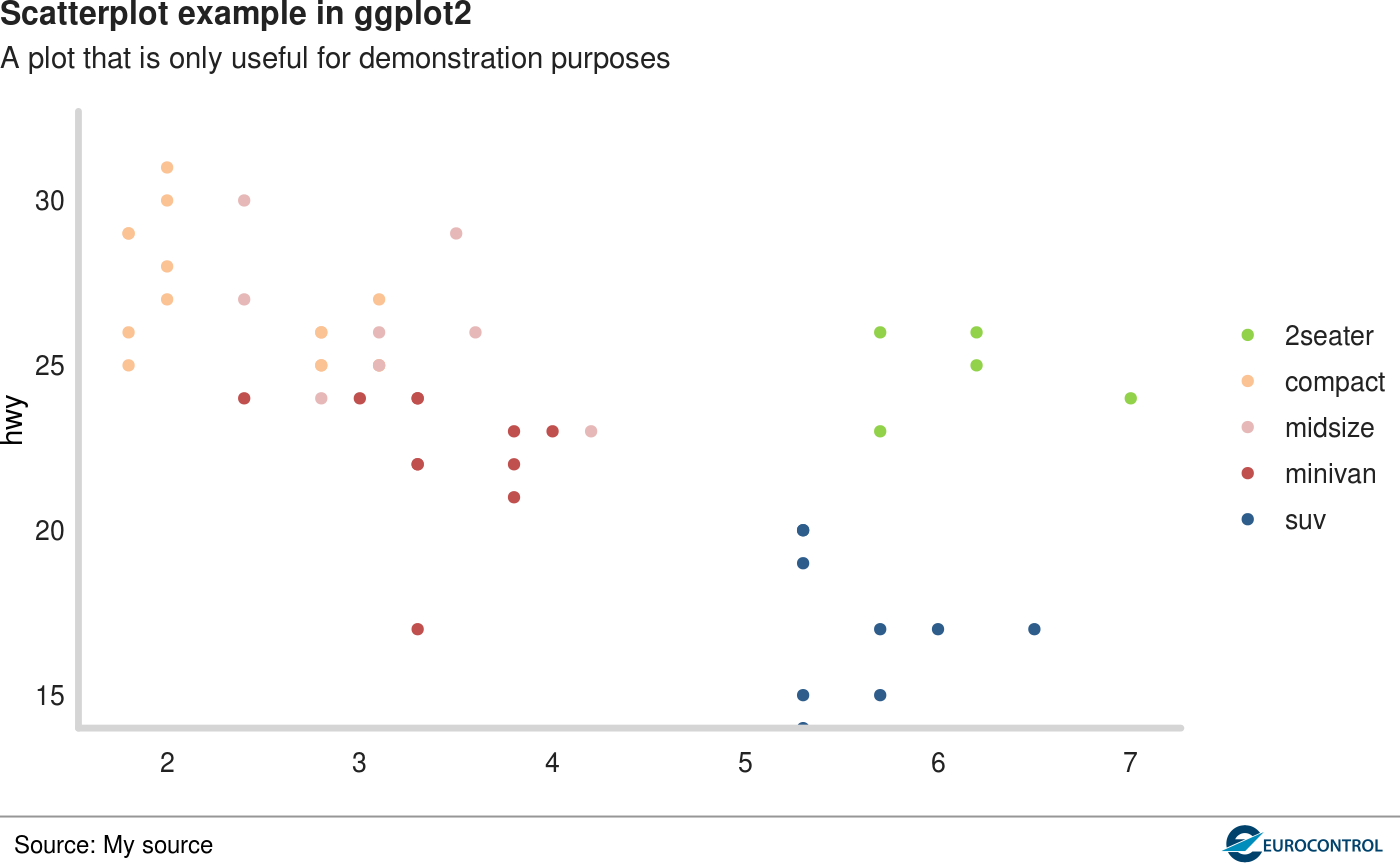 Scatterplot example in ggplot2
A plot that is only useful for demonstration purposes
30
25
20
15
hwy
2 3 4 5 6 7
2seater
compact
midsize
minivan
suv
Source: My source
EUROCONTROL